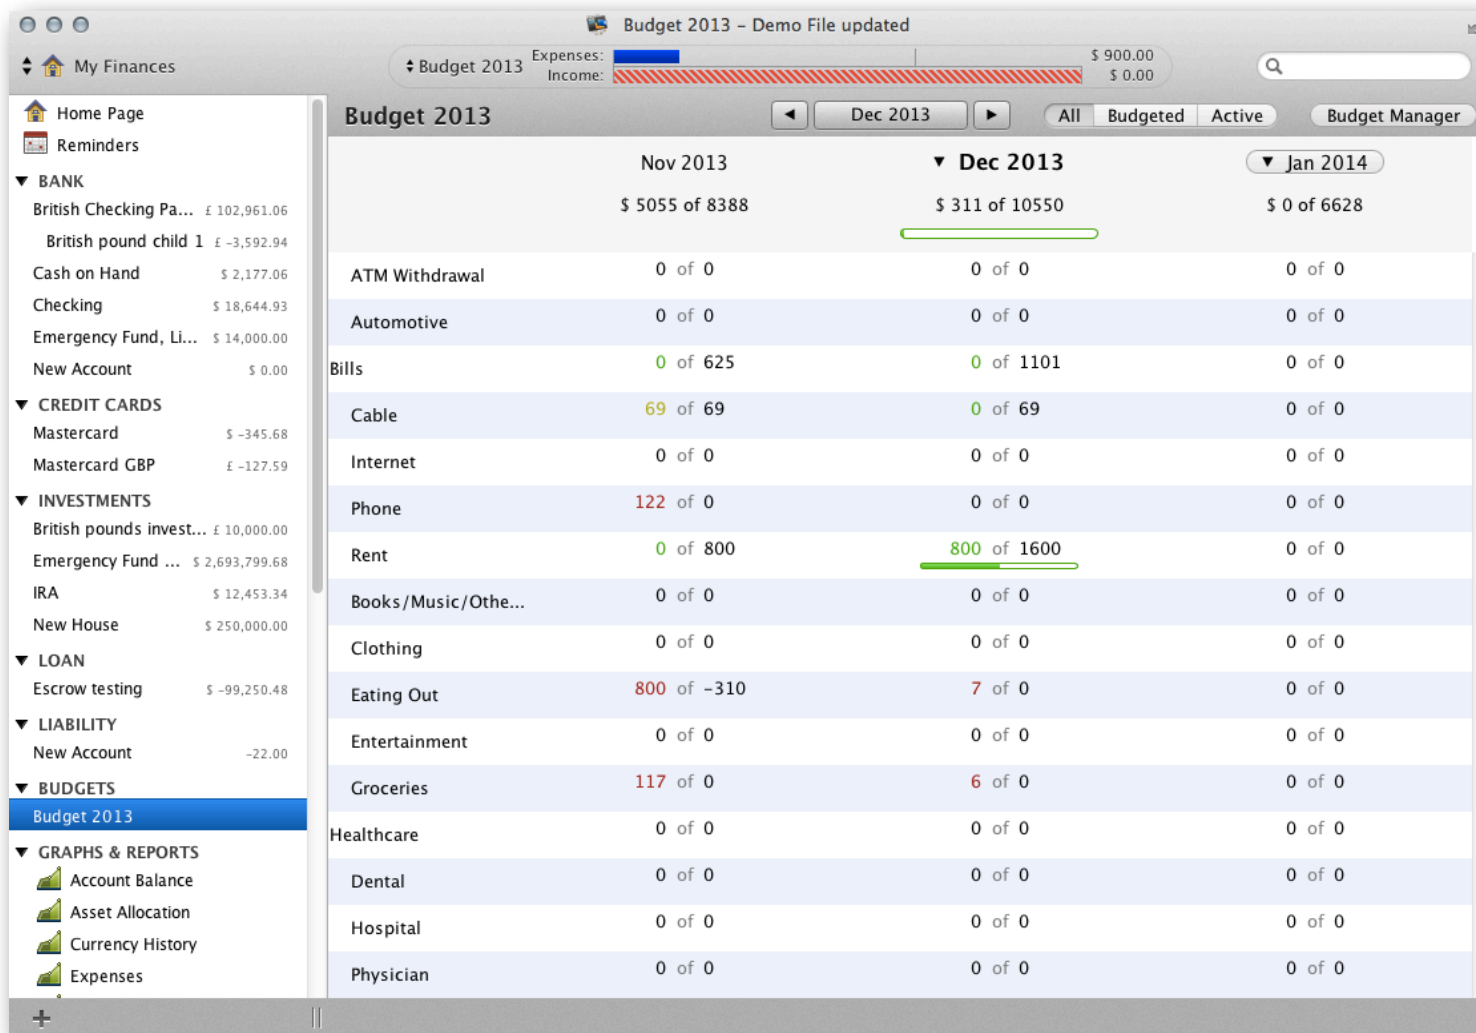 Budget 2013 – Demo File updated
My Finances
Budget 2013
Expenses: $ 900.00
Income: $ 0.00
Home Page
Reminders
BANK
British Checking Pa... £ 102,961.06
British pound child 1 £ -3,592.94
Cash on Hand $ 2,177.06
Checking $ 18,644.93
Emergency Fund, Li... $ 14,000.00
New Account $ 0.00
CREDIT CARDS
Mastercard $ -345.68
Mastercard GBP £ -127.59
INVESTMENTS
British pounds invest... £ 10,000.00
Emergency Fund ... $ 2,693,799.68
IRA $ 12,453.34
New House $ 250,000.00
LOAN
Escrow testing $ -99,250.48
LIABILITY
New Account -22.00
BUDGETS
Budget 2013
GRAPHS & REPORTS
Account Balance
Asset Allocation
Currency History
Expenses
Budget 2013 Dec 2013 All Budgeted Active Budget Manager
Nov 2013 Dec 2013 Jan 2014
$ 5055 of 8388 $ 311 of 10550 $ 0 of 6628
ATM Withdrawal 0 of 0 0 of 0 0 of 0
Automotive 0 of 0 0 of 0 0 of 0
Bills 0 of 625 0 of 1101 0 of 0
Cable 69 of 69 0 of 69 0 of 0
Internet 0 of 0 0 of 0 0 of 0
Phone 122 of 0 0 of 0 0 of 0
Rent 0 of 800 800 of 1600 0 of 0
Books/Music/Othe... 0 of 0 0 of 0 0 of 0
Clothing 0 of 0 0 of 0 0 of 0
Eating Out 800 of -310 7 of 0 0 of 0
Entertainment 0 of 0 0 of 0 0 of 0
Groceries 117 of 0 6 of 0 0 of 0
Healthcare 0 of 0 0 of 0 0 of 0
Dental 0 of 0 0 of 0 0 of 0
Hospital 0 of 0 0 of 0 0 of 0
Physician 0 of 0 0 of 0 0 of 0